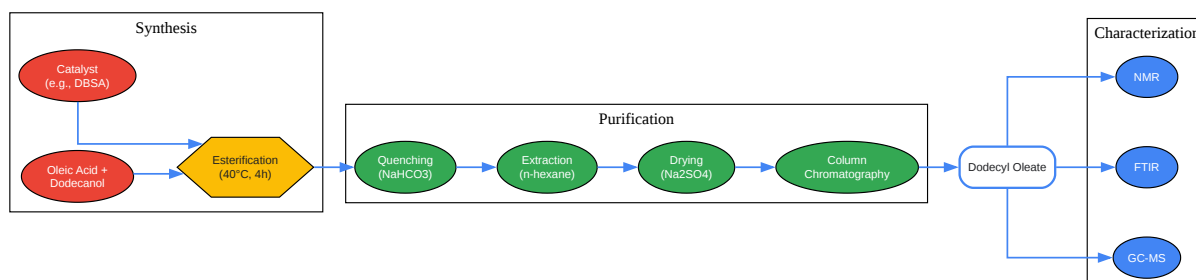 Synthesis
Catalyst
(e.g., DBSA)
Oleic Acid +
Dodecanol
Esterification
(40°C, 4h)
Purification
Quenching
(NaHCO3)
Extraction
(n-hexane)
Drying
(Na2SO4)
Column
Chromatography
Dodecyl Oleate
Characterization
NMR
FTIR
GC-MS